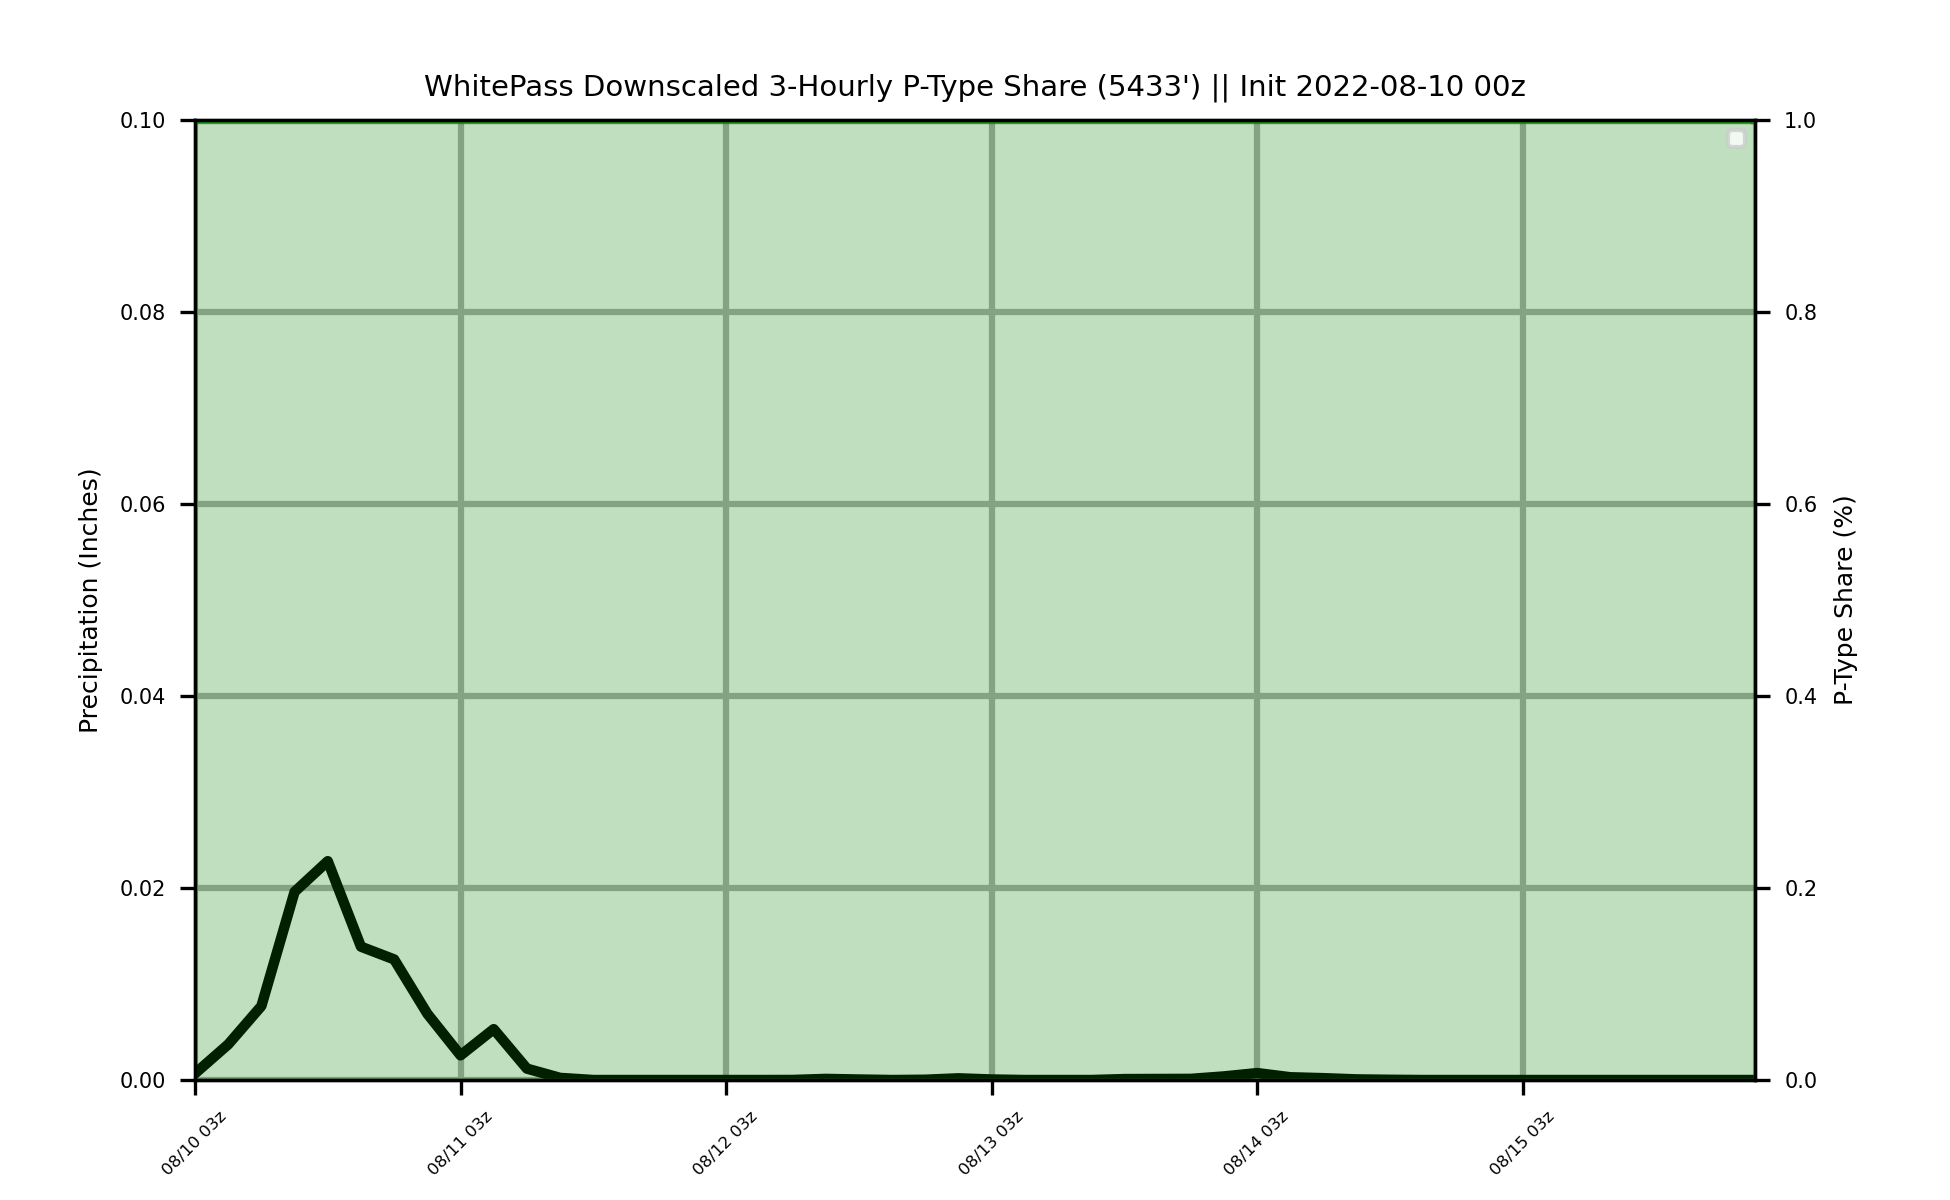 WhitePass Downscaled 3-Hourly P-Type Share (5433') || Init 2022-08-10 00z
0.10
0.08
0.06
0.04
0.02
0.00
Precipitation (Inches)
1.0
0.8
0.6
0.4
0.2
0.0
P-Type Share (%)
08/10 03z
08/11 03z
08/12 03z
08/13 03z
08/14 03z
08/15 03z